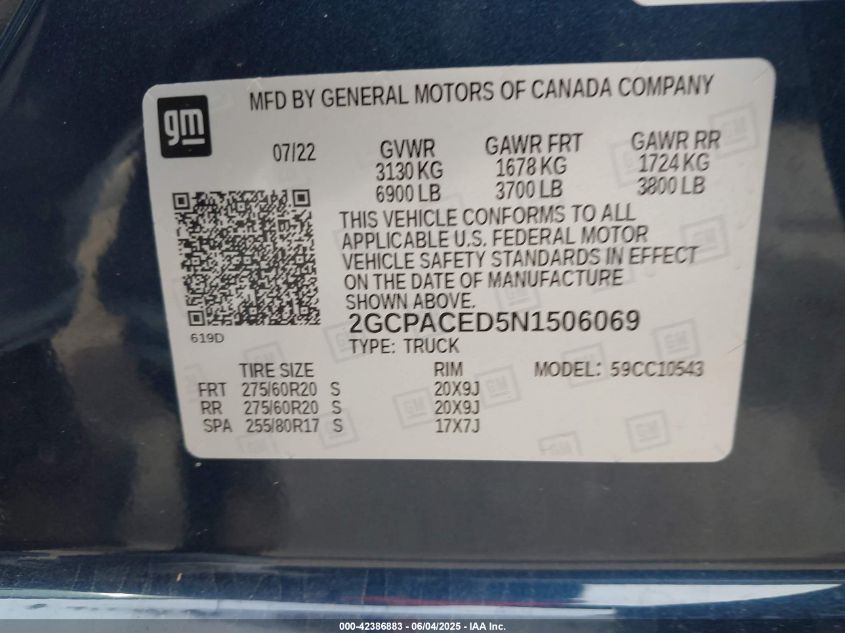 gm
MFD BY GENERAL MOTORS OF CANADA COMPANY
07/22 GVWR GAWR FRT GAWR RR
3130 KG 1678 KG 1724 KG
6900 LB 3700 LB 3800 LB
THIS VEHICLE CONFORMS TO ALL
APPLICABLE U.S. FEDERAL MOTOR
VEHICLE SAFETY STANDARDS IN EFFECT
ON THE DATE OF MANUFACTURE
SHOWN ABOVE.
2GCPACED5N1506069
619D
TYPE: TRUCK
TIRE SIZE RIM MODEL: 59CC10543
FRT 275/60R20 S 20X9J
RR 275/60R20 S 20X9J
SPA 255/80R17 S 17X7J
000-42386883 - 06/04/2025 - IAA Inc.